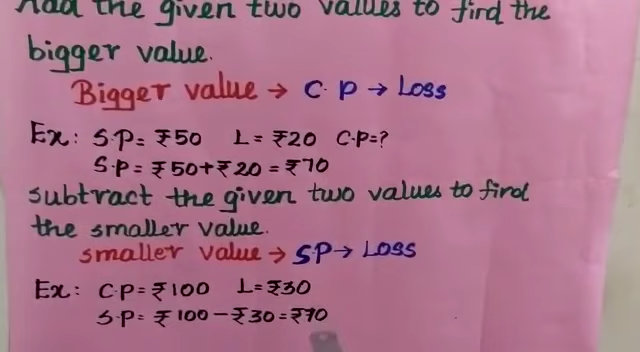 Add the given two values to find the
bigger value.
Bigger value → C.P → Loss
Ex: S.P= ₹50 L= ₹20 C.P=?
S.P= ₹50+₹20=₹70
subtract the given two values to find
the smaller value.
smaller value → SP→ Loss
Ex: C.P=₹100 L=₹30
S.P= ₹100-₹30=₹70